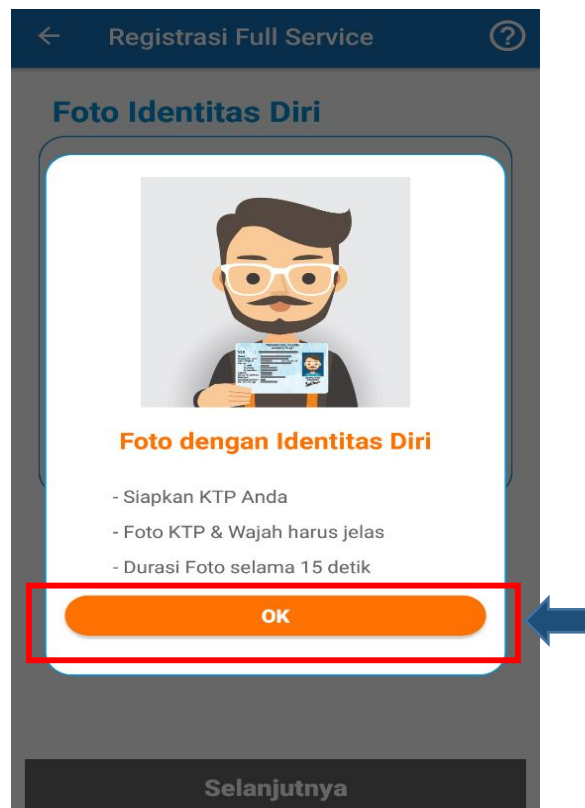 Registrasi Full Service
Foto Identitas Diri
Foto dengan Identitas Diri
- Siapkan KTP Anda
- Foto KTP & Wajah harus jelas
- Durasi Foto selama 15 detik
OK
Selanjutnya